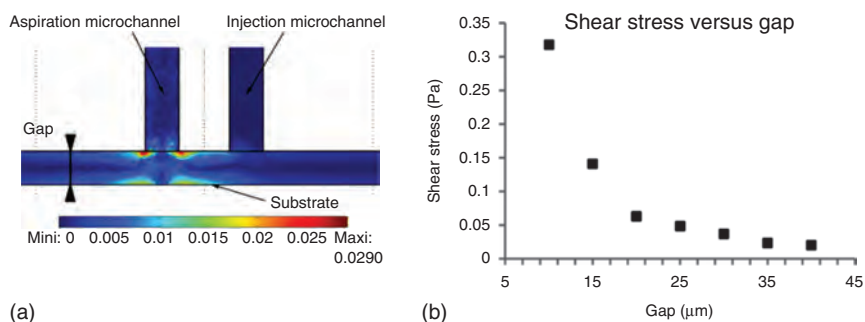 Aspiration microchannel
Injection microchannel
Gap
Substrate
Mini: 0 0.005 0.01 0.015 0.02 0.025 Maxi:
0.0290
(a)
Shear stress versus gap
Shear stress (Pa)
0.35
0.3
0.25
0.2
0.15
0.1
0.05
0
5 15 25 35 45
Gap (μm)
(b)